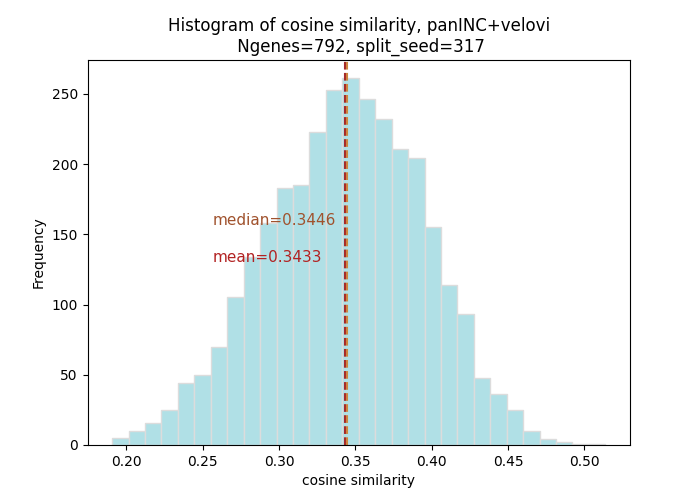 Histogram of cosine similarity, panINC+velovi
Ngenes=792, split_seed=317
Frequency
250
200
150
100
50
0
median=0.3446
mean=0.3433
0.20 0.25 0.30 0.35 0.40 0.45 0.50
cosine similarity